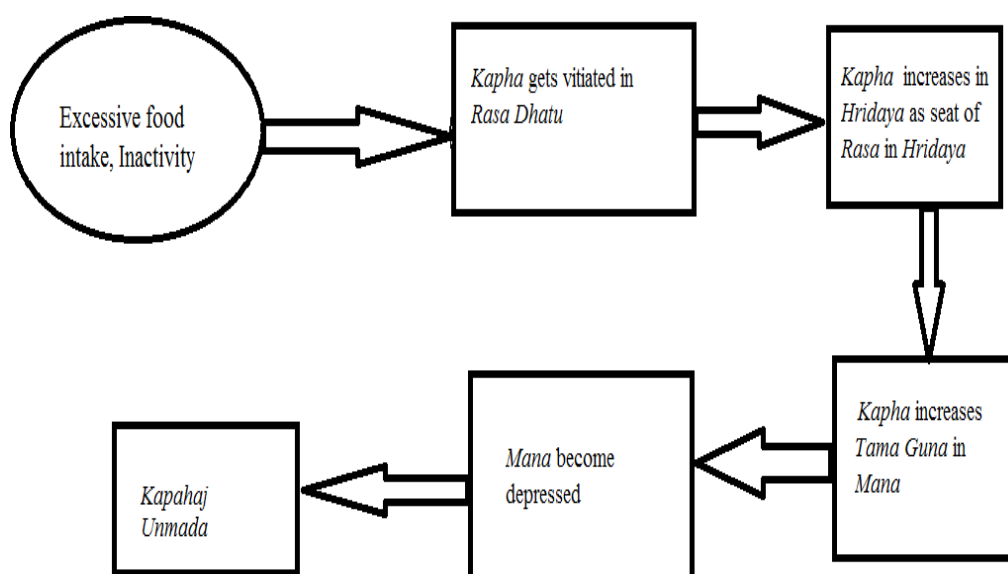 Excessive food
intake, Inactivity
Kapha gets vitiated in
Rasa Dhatu
Kapha increases in
Hridaya as seat of
Rasa in Hridaya
Kapha increases
Tama Guna in
Mana
Mana become
depressed
Kapahaj
Unmada